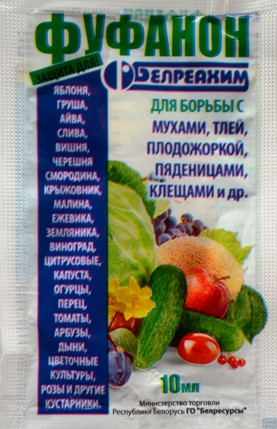 ФУФАНОН
ЗАЩИТА ДЛЯ:
БЕЛРЕАХИМ
ЯБЛОНЯ,
ГРУША,
АЙВА,
СЛИВА,
ВИШНЯ,
ЧЕРЕШНЯ
СМОРОДИНА,
КРЫЖОВНИК,
МАЛИНА,
ЕЖЕВИКА,
ЗЕМЛЯНИКА,
ВИНОГРАД,
ЦИТРУСОВЫЕ,
КАПУСТА,
ОГУРЦЫ,
ПЕРЕЦ,
ТОМАТЫ,
АРБУЗЫ,
ДЫНИ,
ЦВЕТОЧНЫЕ
КУЛЬТУРЫ,
РОЗЫ И ДРУГИЕ
КУСТАРНИКИ.
ДЛЯ БОРЬБЫ С
МУХАМИ, ТЛЕЙ,
ПЛОДОЖОРКОЙ,
ПЯДЕНИЦАМИ,
КЛЕЩАМИ и др.
10мл
Министерство торговли
Республики Беларусь ГО "Белресурсы"